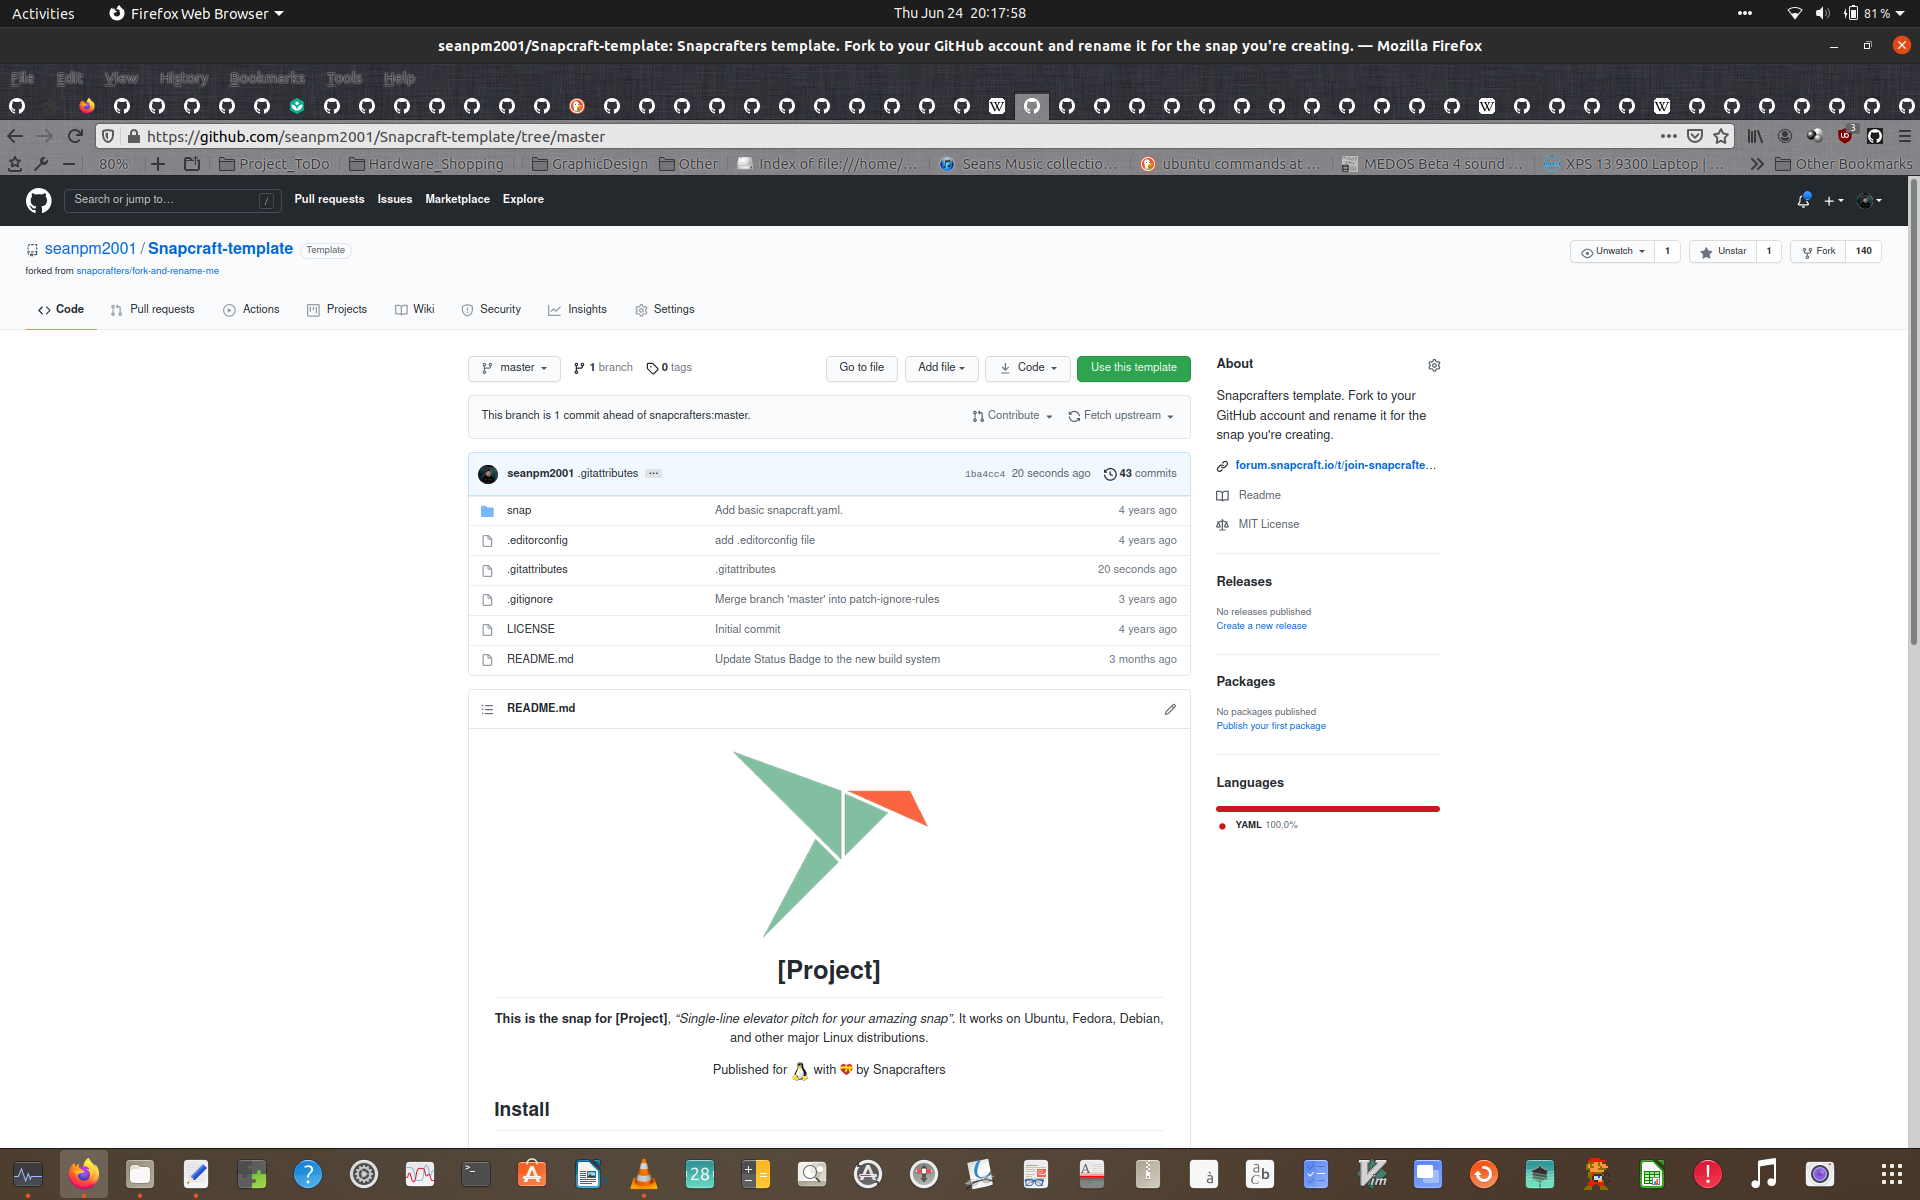 Activities
Firefox Web Browser
Thu Jun 24 20:17:58
81 %
seanpm2001/Snapcraft-template: Snapcrafters template. Fork to your GitHub account and rename it for the snap you're creating. — Mozilla Firefox
File Edit View History Bookmarks Tools Help
https://github.com/seanpm2001/Snapcraft-template/tree/master
3
80%
Project_ToDo
Hardware_Shopping
GraphicDesign
Other
Index of file:///home/...
Seans Music collectio...
ubuntu commands at ...
MEDOS Beta 4 sound ...
XPS 13 9300 Laptop | ...
Other Bookmarks
Search or jump to...
/
Pull requests Issues Marketplace Explore
seanpm2001 / Snapcraft-template
Template
Unwatch 1
Unstar 1
Fork 140
forked from snapcrafters/fork-and-rename-me
Code
Pull requests
Actions
Projects
Wiki
Security
Insights
Settings
master
1 branch
0 tags
Go to file
Add file
Code
Use this template
This branch is 1 commit ahead of snapcrafters:master.
Contribute
Fetch upstream
seanpm2001 .gitattributes ...
1ba4cc4 20 seconds ago
43 commits
snap Add basic snapcraft.yaml. 4 years ago
.editorconfig add .editorconfig file 4 years ago
.gitattributes .gitattributes 20 seconds ago
.gitignore Merge branch 'master' into patch-ignore-rules 3 years ago
LICENSE Initial commit 4 years ago
README.md Update Status Badge to the new build system 3 months ago
README.md
[Project]
This is the snap for [Project], “Single-line elevator pitch for your amazing snap”. It works on Ubuntu, Fedora, Debian,
and other major Linux distributions.
Published for 🐧 with 💝 by Snapcrafters
Install
About
Snapcrafters template. Fork to your
GitHub account and rename it for the
snap you're creating.
forum.snapcraft.io/t/join-snapcrafte...
Readme
MIT License
Releases
No releases published
Create a new release
Packages
No packages published
Publish your first package
Languages
YAML 100.0%
28